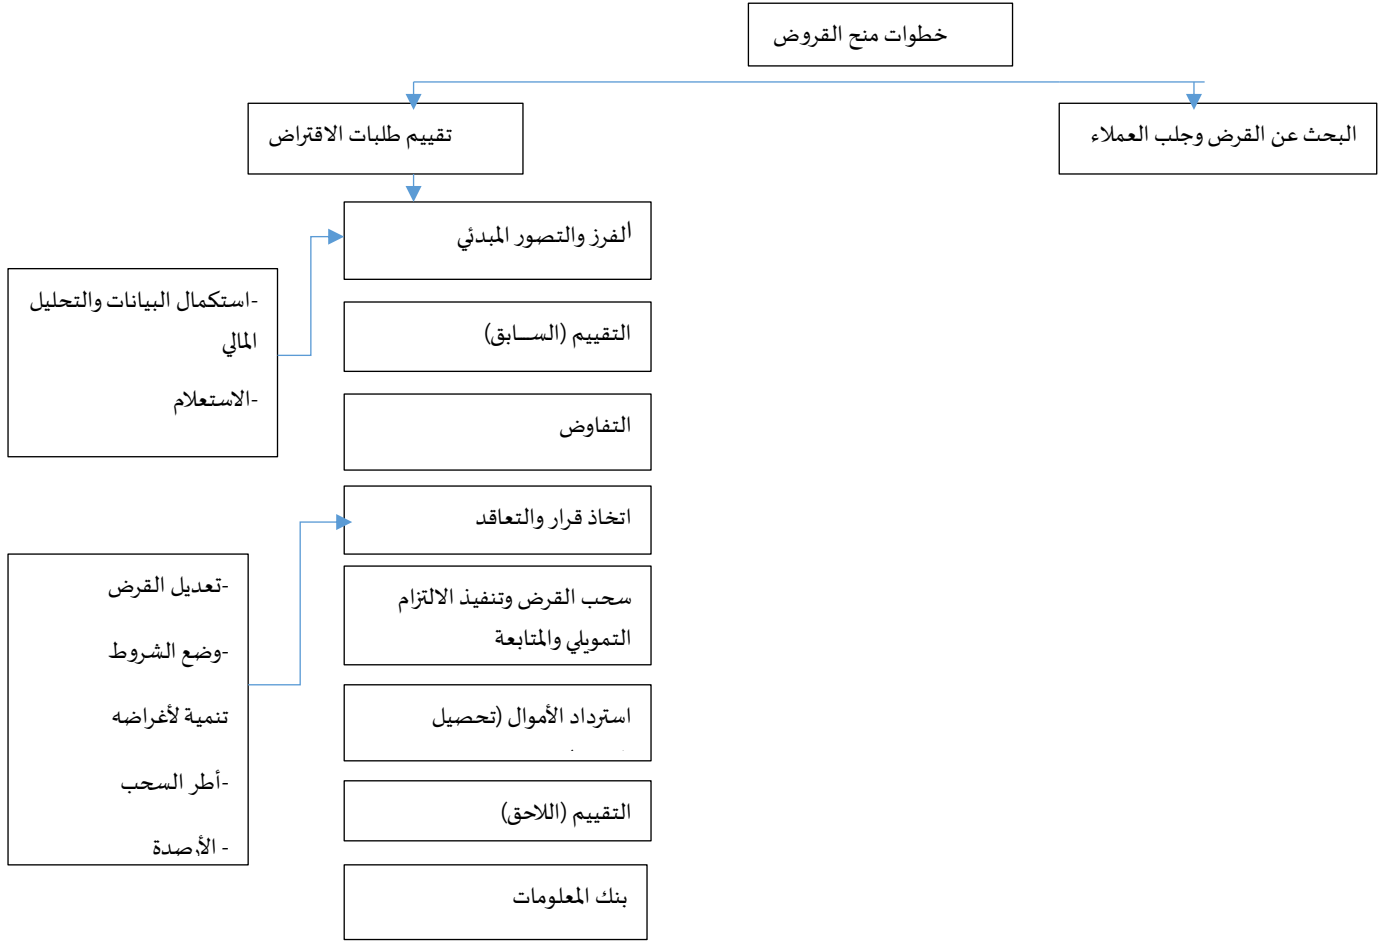 خطوات منح القروض
البحث عن القرض وجلب العملاء
تقييم طلبات الاقتراض
ألفرز والتصور المبدئي
-استكمال البيانات والتحليل
المالي
-الاستعلام
التقييم (الســابق)
التفاوض
اتخاذ قرار والتعاقد
-تعديل القرض
-وضع الشروط
تنمية لأغراضه
-أطر السحب
- الأرصدة
سحب القرض وتنفيذ الالتزام
التمويلي والمتابعة
استرداد الأموال (تحصيل
التقييم (اللاحق)
بنك المعلومات